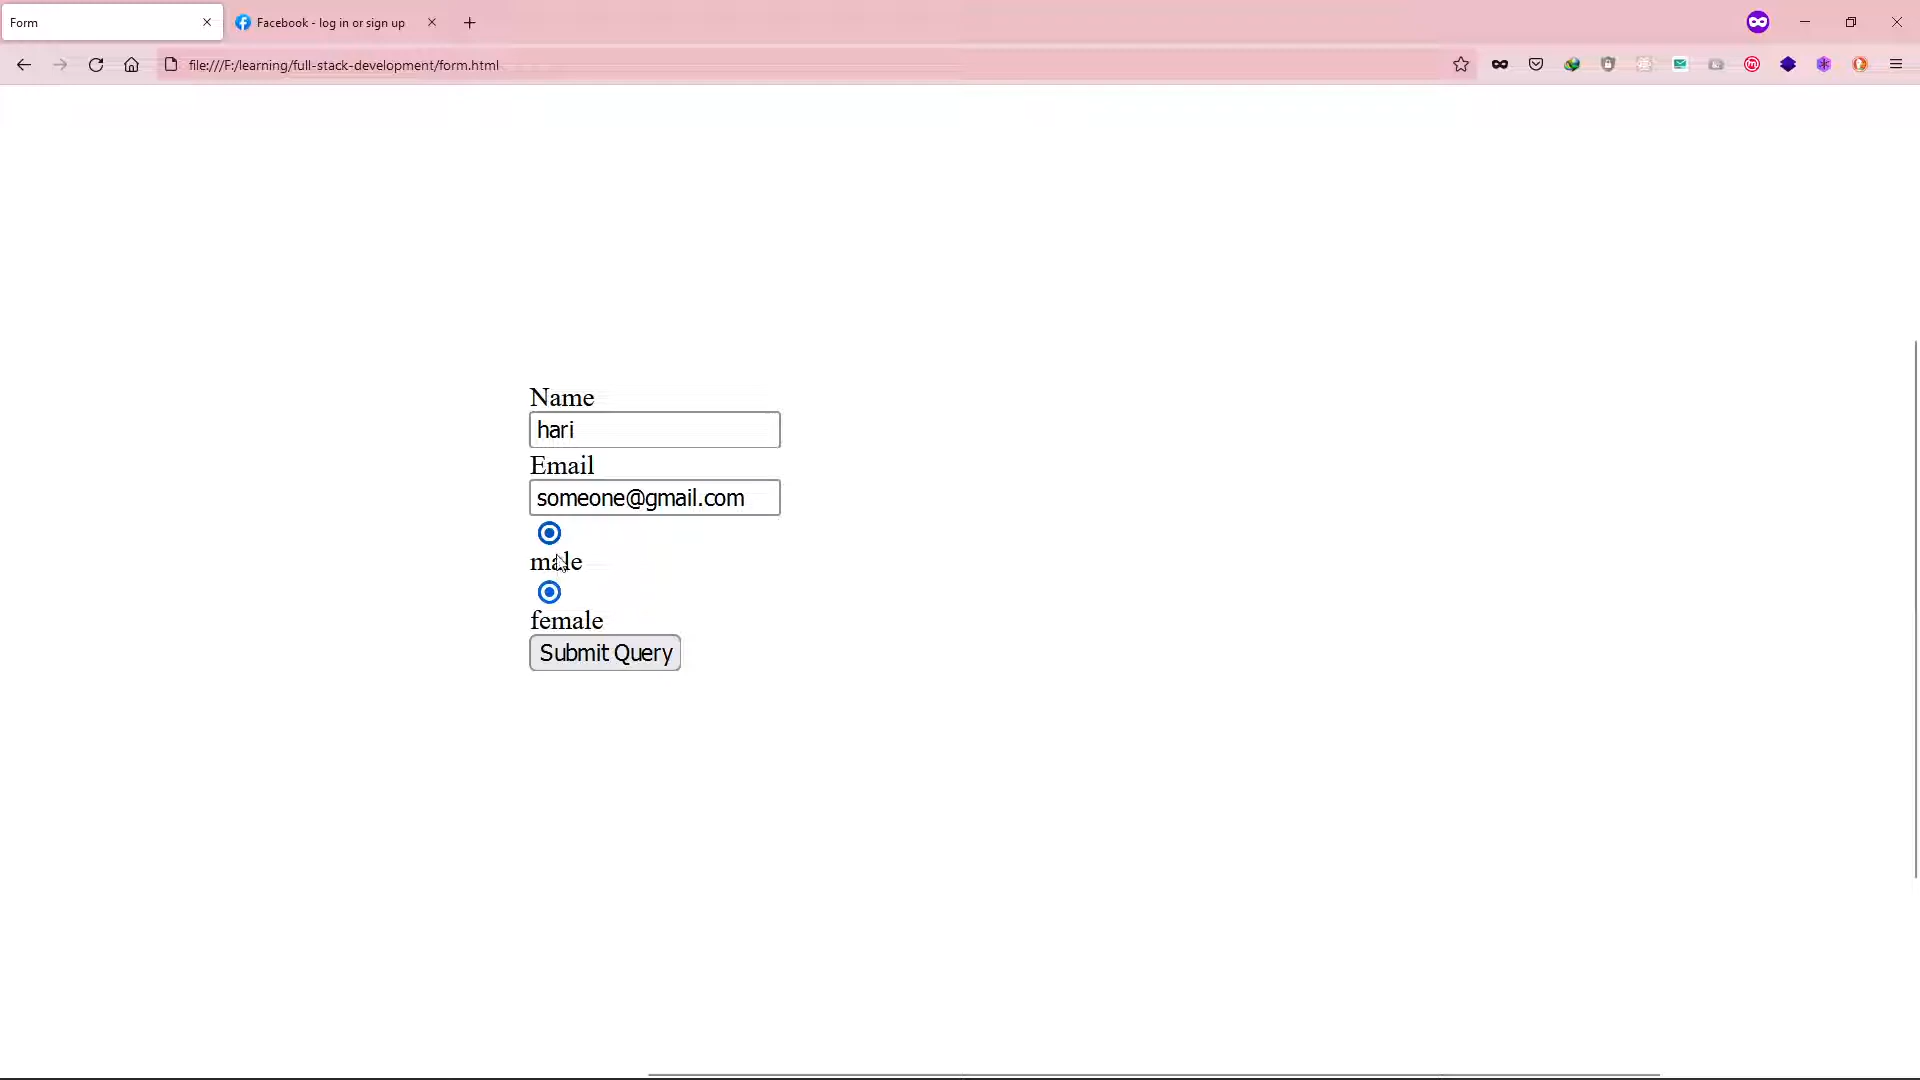 Form
Facebook - log in or sign up
file:///F:/learning/full-stack-development/form.html
Name
hari
Email
someone@gmail.com
male
female
Submit Query